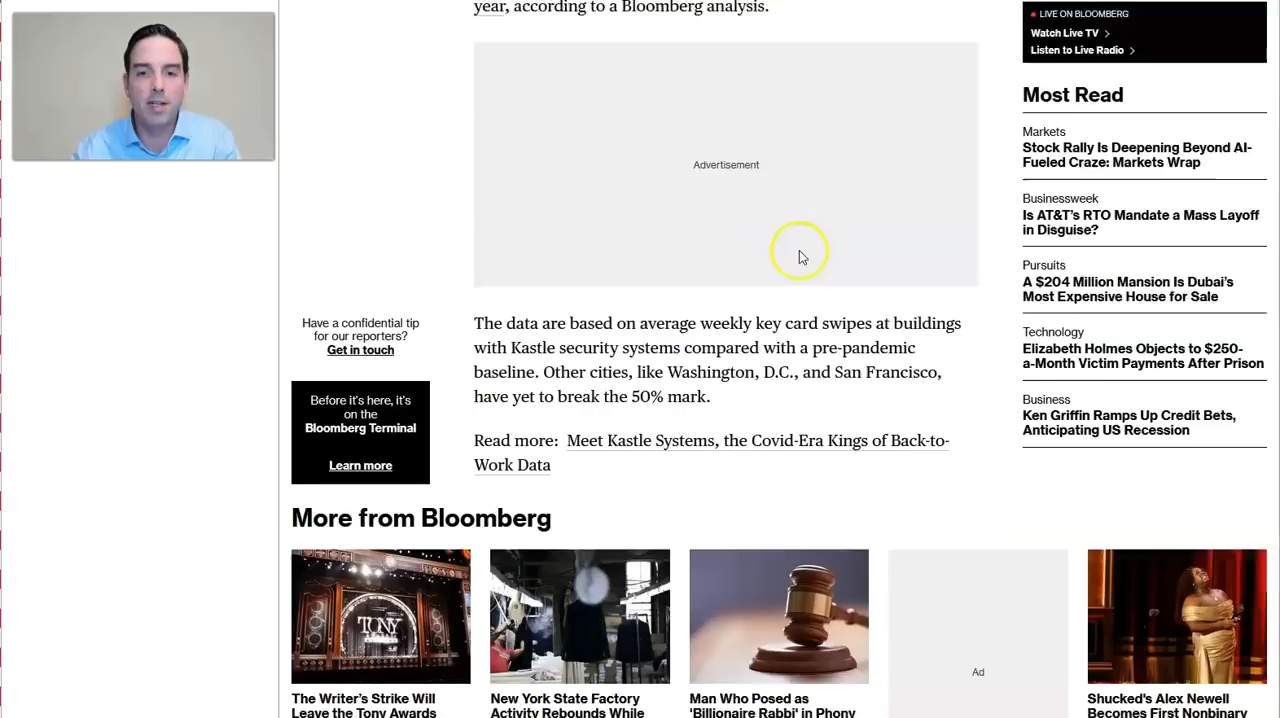 year, according to a Bloomberg analysis.
Advertisement
Have a confidential tip
for our reporters?
Get in touch
Before it's here, it's
on the
Bloomberg Terminal
Learn more
The data are based on average weekly key card swipes at buildings
with Kastle security systems compared with a pre-pandemic
baseline. Other cities, like Washington, D.C., and San Francisco,
have yet to break the 50% mark.
Read more: Meet Kastle Systems, the Covid-Era Kings of Back-to-
Work Data
LIVE ON BLOOMBERG
Watch Live TV >
Listen to Live Radio >
Most Read
Markets
Stock Rally Is Deepening Beyond AI-
Fueled Craze: Markets Wrap
Businessweek
Is AT&T's RTO Mandate a Mass Layoff
in Disguise?
Pursuits
A $204 Million Mansion Is Dubai's
Most Expensive House for Sale
Technology
Elizabeth Holmes Objects to $250-
a-Month Victim Payments After Prison
Business
Ken Griffin Ramps Up Credit Bets,
Anticipating US Recession
More from Bloomberg
TONY
The Writer's Strike Will
Leave the Tony Awards
New York State Factory
Activity Rebounds While
Man Who Posed as
'Billionaire Rabbi' in Phony
Ad
Shucked's Alex Newell
Becomes First Nonbinary